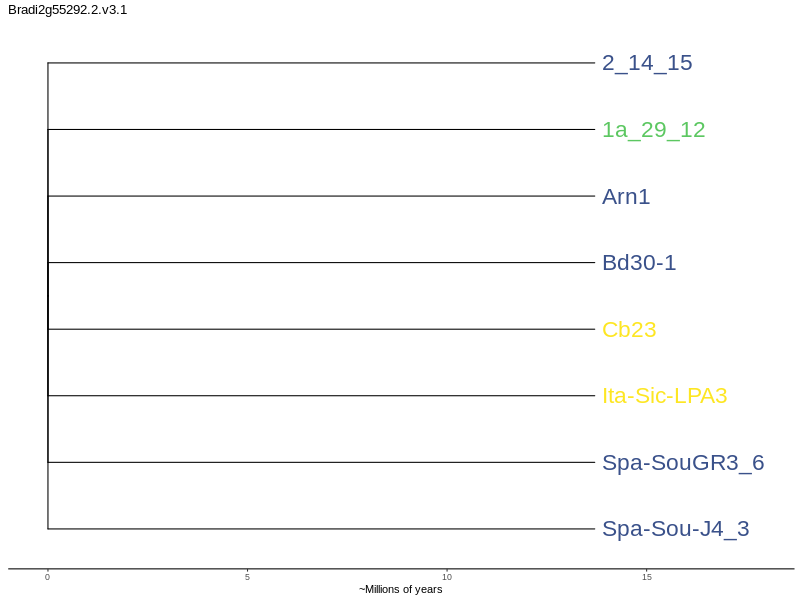 Bradi2g55292.2.v3.1
2_14_15
1a_29_12
Arn1
Bd30-1
Cb23
Ita-Sic-LPA3
Spa-SouGR3_6
Spa-Sou-J4_3
0 5 10 15
~Millions of years